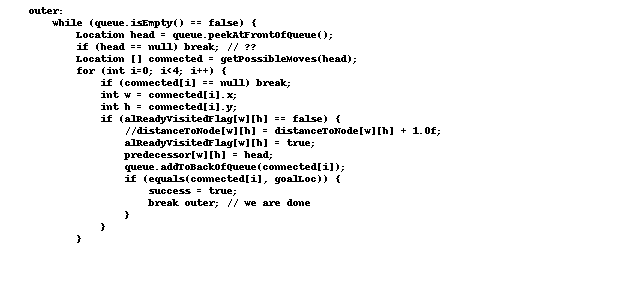 outer:
while (queue.isEmpty() == false) {
Location head = queue.peekAtFrontOfQueue();
if (head == null) break; // ??
Location [] connected = getPossibleMoves(head);
for (int i=0; i<4; i++) {
if (connected[i] == null) break;
int w = connected[i].x;
int h = connected[i].y;
if (alReadyVisitedFlag[w][h] == false) {
//distanceToNode[w][h] = distanceToNode[w][h] + 1.0f;
alReadyVisitedFlag[w][h] = true;
predecessor[w][h] = head;
queue.addToBackOfQueue(connected[i]);
if (equals(connected[i], goalLoc)) {
success = true;
break outer; // we are done
}
}
}